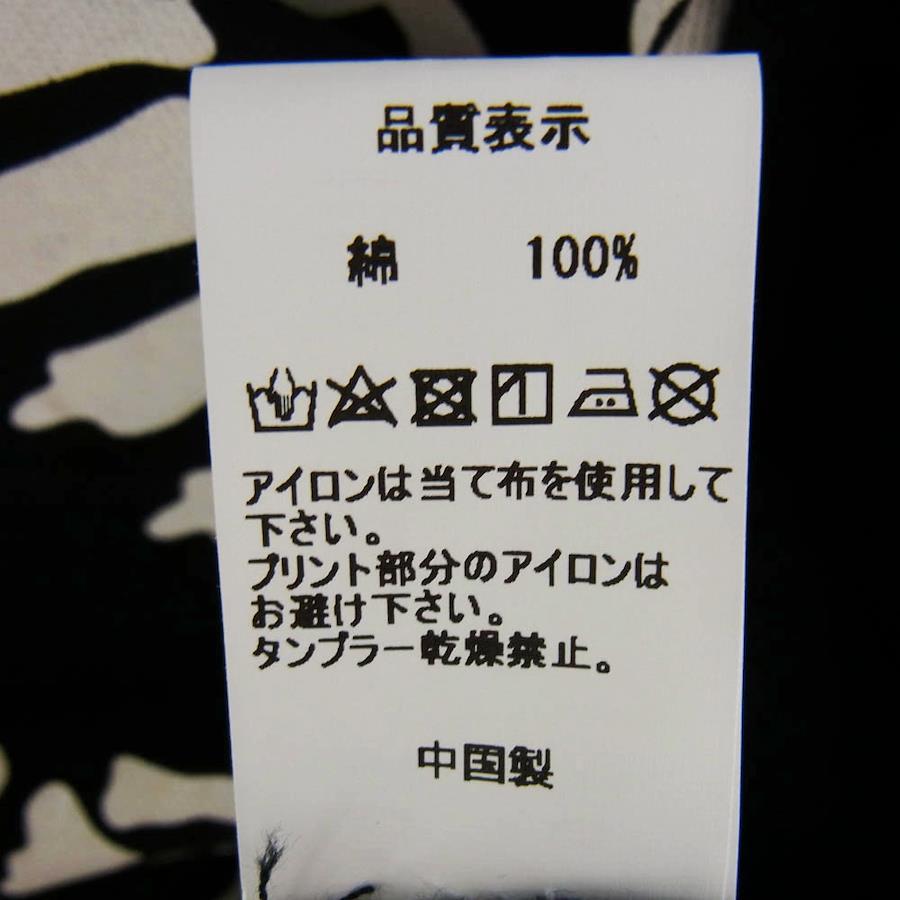 品質表示
綿 100%
アイロンは当て布を使用して
下さい。
プリント部分のアイロンは
お避け下さい。
タンブラー乾燥禁止。
中国製